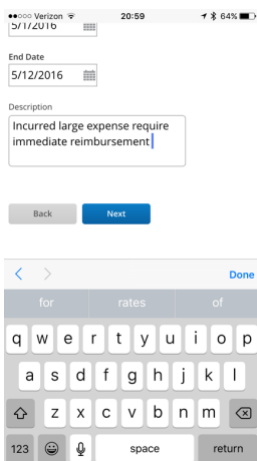 Verizon 20:59 64%
5/1/2016
End Date
5/12/2016
Description
Incurred large expense require
immediate reimbursement
Back Next
Done
for rates of
q w e r t y u i o p
a s d f g h j k l
z x c v b n m
123 space return